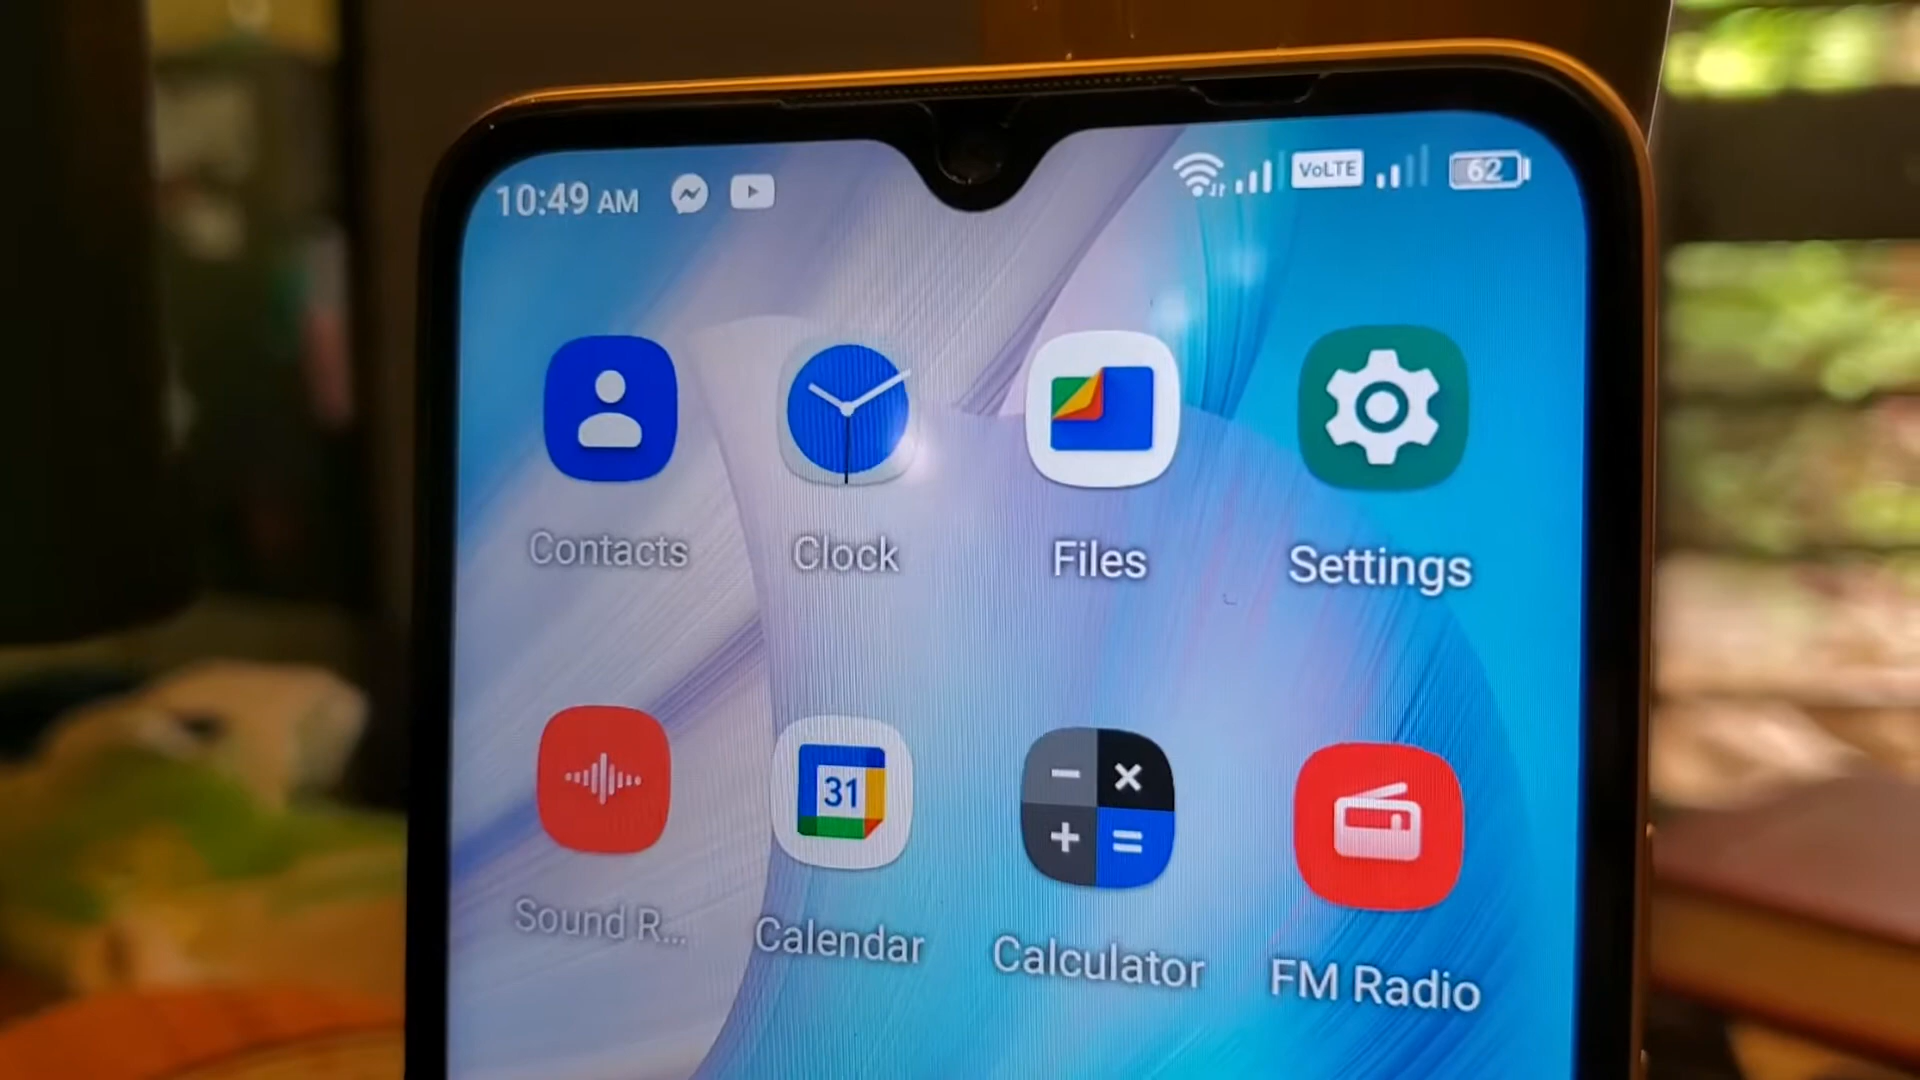 10:49 AM VoLTE 62
Contacts Clock Files Settings
31
Sound R... Calendar Calculator FM Radio